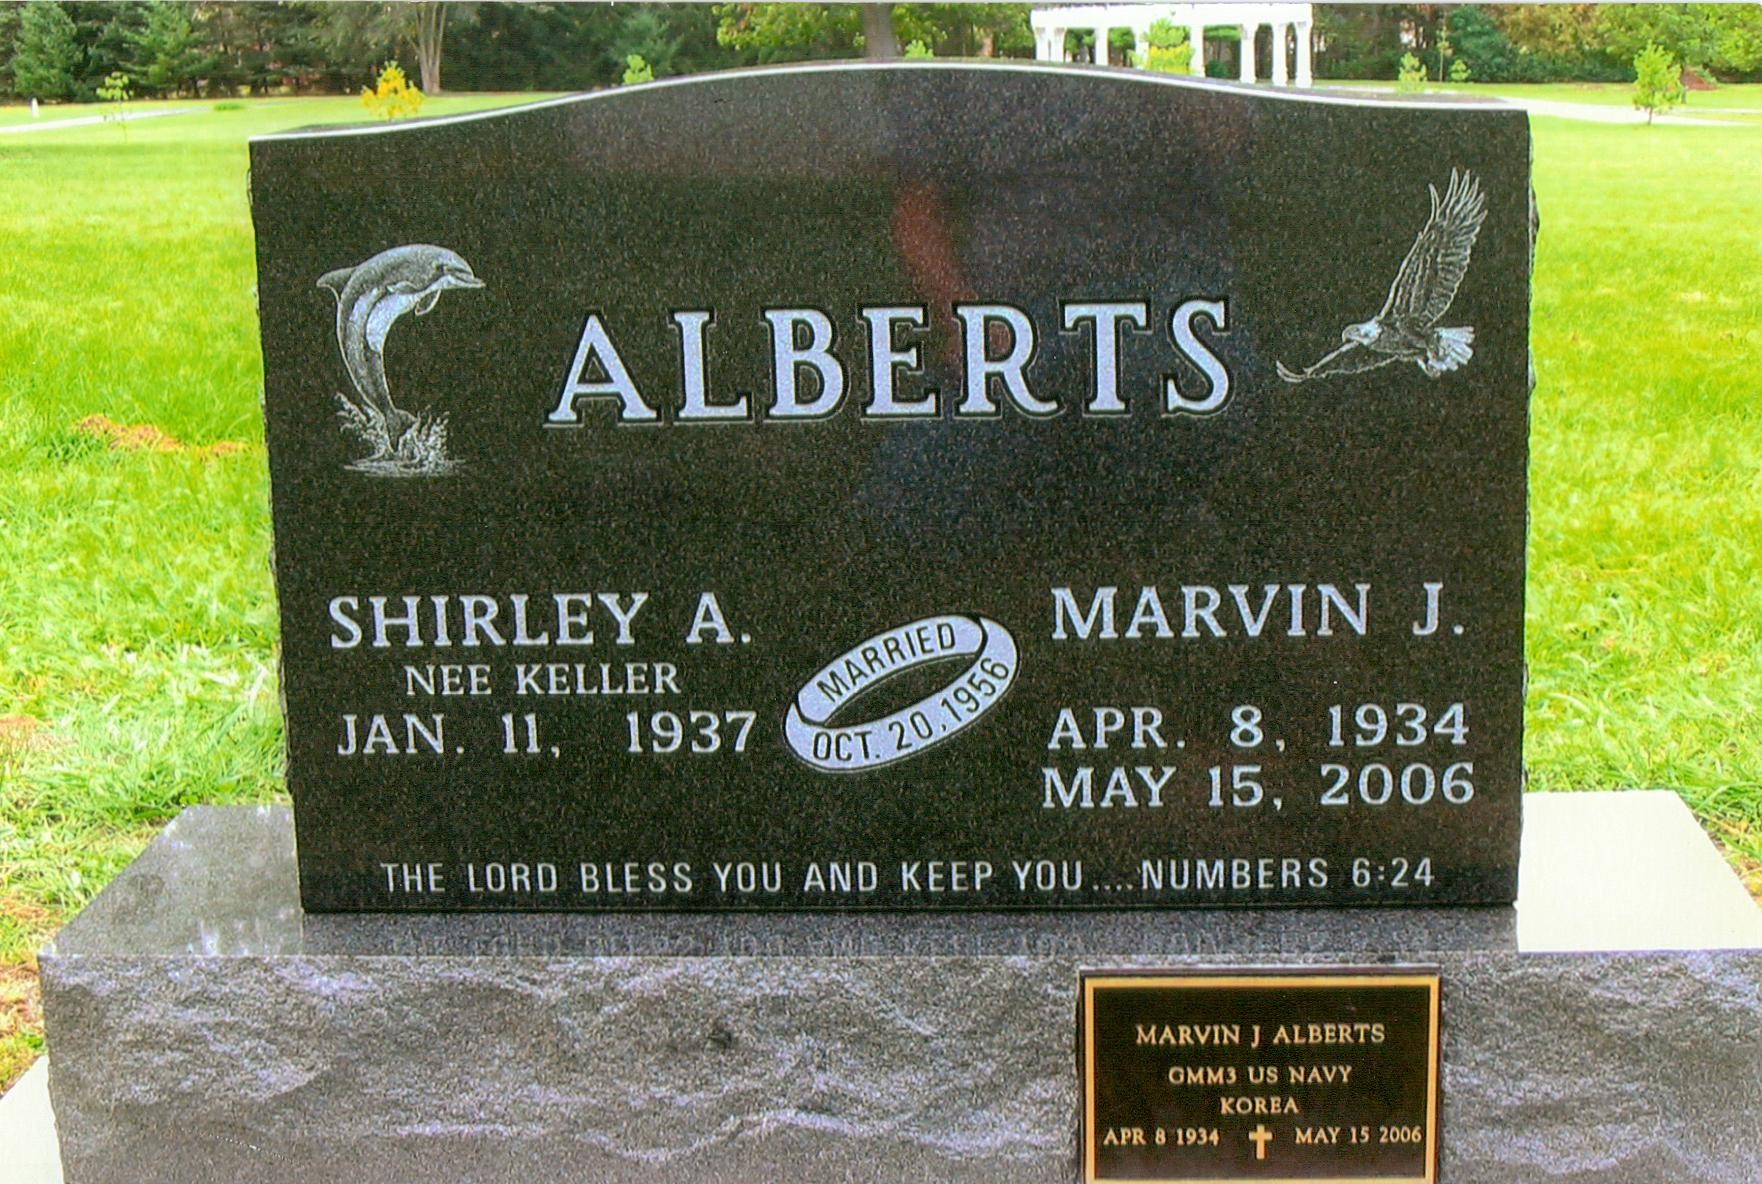 ALBERTS
SHIRLEY A.
NEE KELLER
JAN. 11, 1937
MARRIED
OCT. 20, 1956
MARVIN J.
APR. 8, 1934
MAY 15, 2006
THE LORD BLESS YOU AND KEEP YOU....NUMBERS 6:24
MARVIN J ALBERTS
GMM3 US NAVY
KOREA
APR 8 1934 ✝ MAY 15 2006